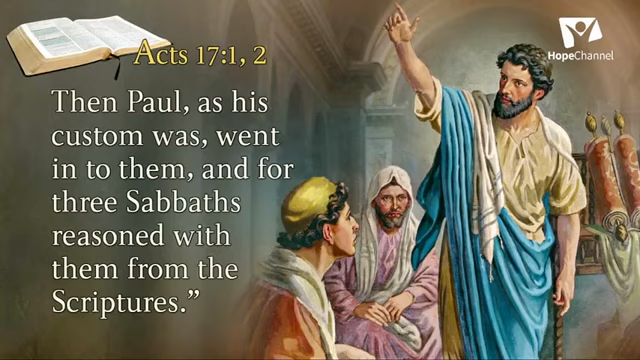 Acts 17:1, 2
HopeChannel
Then Paul, as his
custom was, went
in to them, and for
three Sabbaths
reasoned with
them from the
Scriptures.”